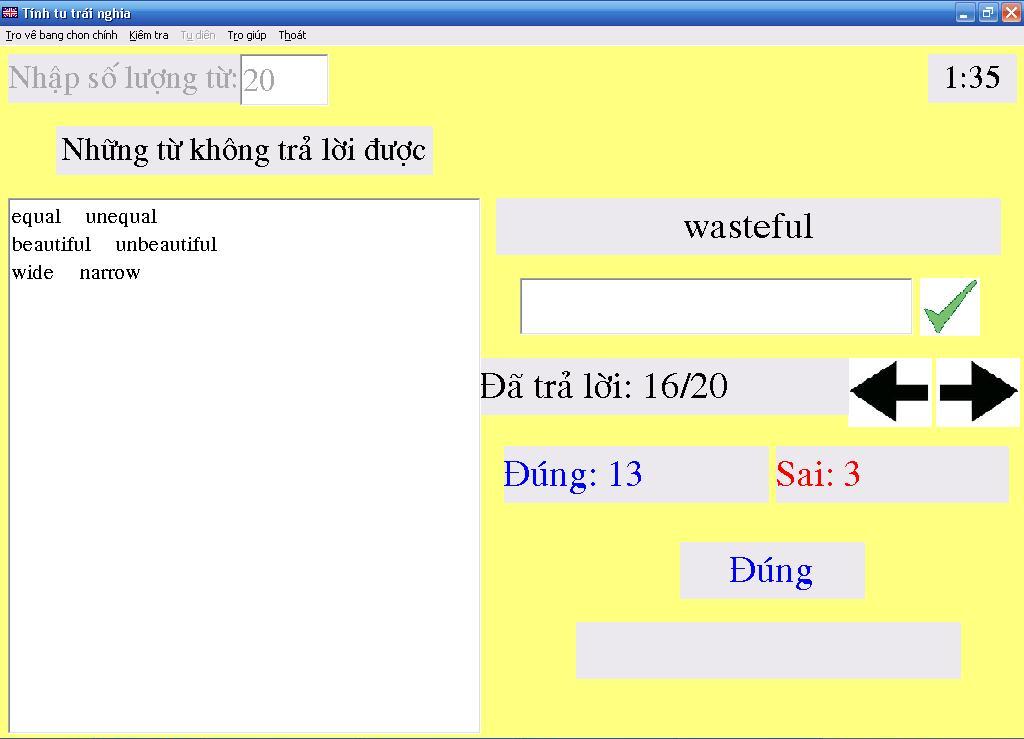 Tính tu trái nghia
Tro vê bang chon chính Kiêm tra Tu diên Tro giúp Thoát
Nhập số lượng từ: 20
1:35
Những từ không trả lời được
equal unequal
beautiful unbeautiful
wide narrow
wasteful
Đã trả lời: 16/20
Đúng: 13
Sai: 3
Đúng